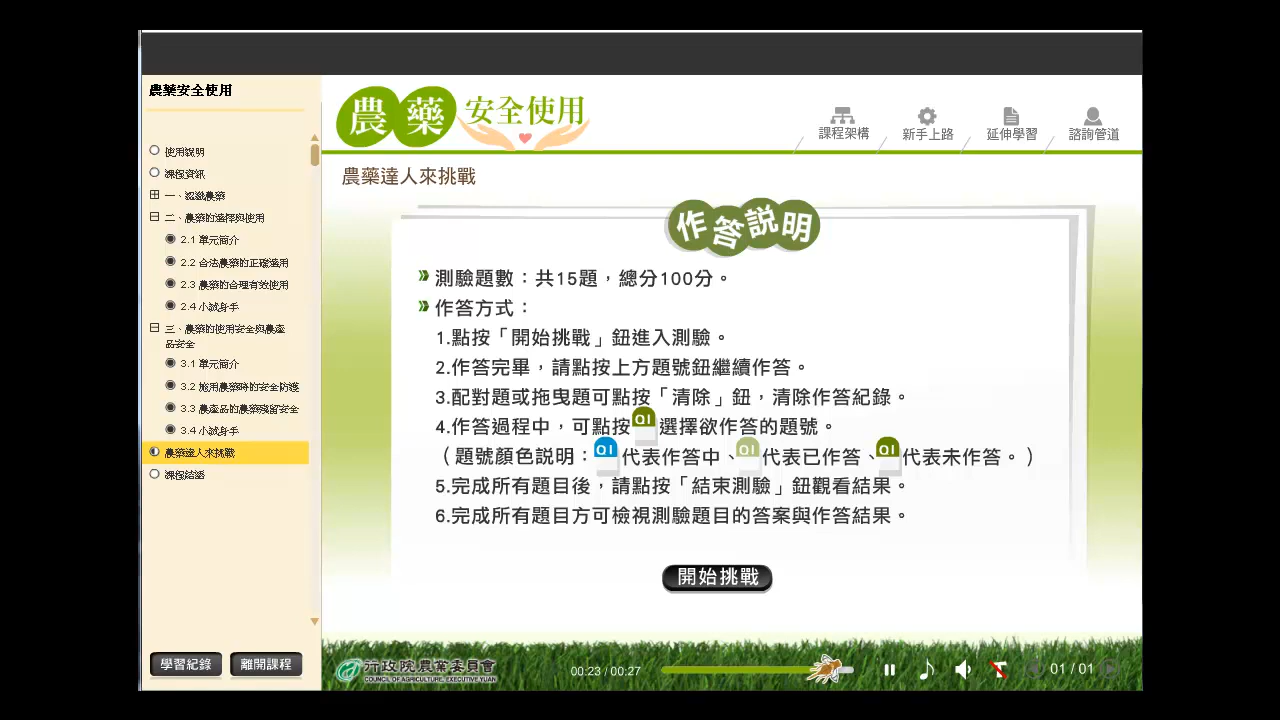 農藥安全使用
使用說明
課程資訊
一、認識農藥
二、農藥的選擇與使用
2.1 單元簡介
2.2 合法農藥的正確選用
2.3 農藥的合理有效使用
2.4 小試身手
三、農藥的使用安全與農產
品安全
3.1 單元簡介
3.2 施用農藥時的安全防護
3.3 農產品的農藥殘留安全
3.4 小試身手
農藥達人來挑戰
課程結語
學習紀錄
離開課程
農藥安全使用
課程架構
新手上路
延伸學習
諮詢管道
農藥達人來挑戰
作答說明
測驗題數：共15題，總分100分。
作答方式：
1.點按「開始挑戰」鈕進入測驗。
2.作答完畢，請點按上方題號鈕繼續作答。
3.配對題或拖曳題可點按「清除」鈕，清除作答紀錄。
4.作答過程中，可點按 01 選擇欲作答的題號。
（題號顏色說明： 01 代表作答中、 01 代表已作答、 01 代表未作答。）
5.完成所有題目後，請點按「結束測驗」鈕觀看結果。
6.完成所有題目方可檢視測驗題目的答案與作答結果。
開始挑戰
行政院農業委員會
COUNCIL OF AGRICULTURE, EXECUTIVE YUAN
00:23 / 00:27
01 / 01